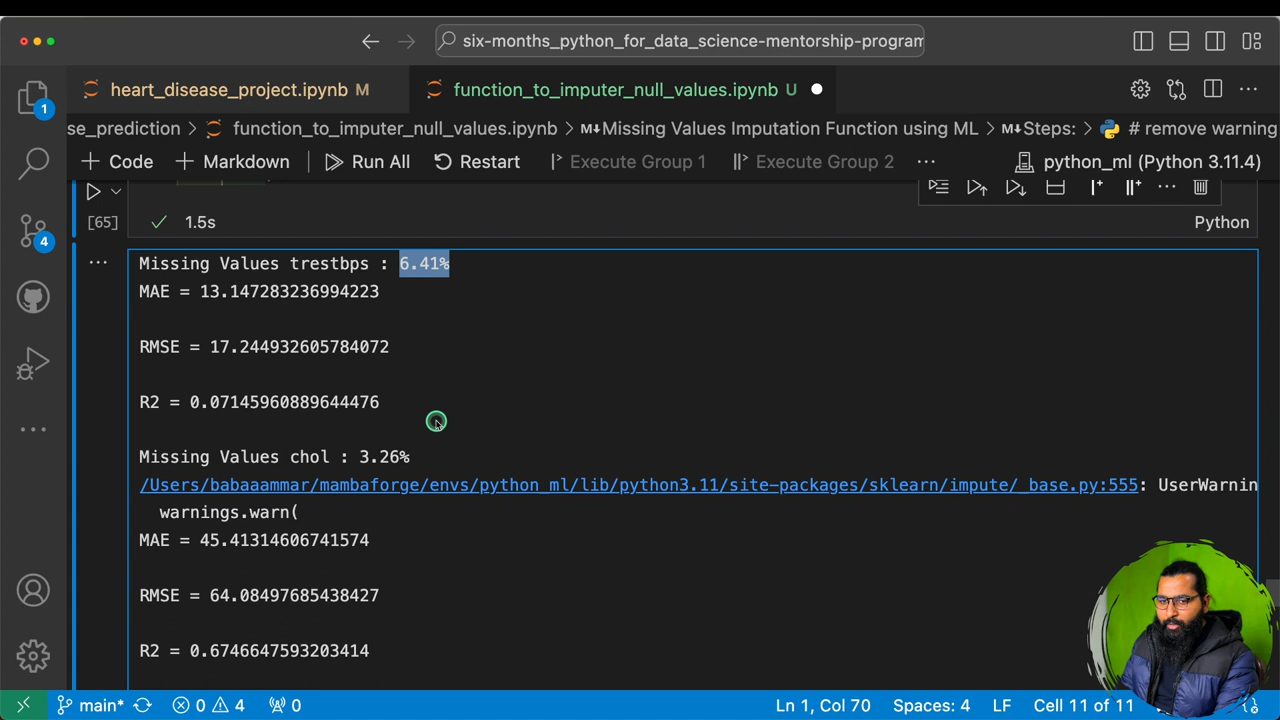 six-months_python_for_data_science-mentorship-program
heart_disease_project.ipynb M
function_to_imputer_null_values.ipynb U
se_prediction > function_to_imputer_null_values.ipynb > M↓Missing Values Imputation Function using ML > M↓Steps: > # remove warning
+ Code + Markdown Run All Restart Execute Group 1 Execute Group 2 ... python_ml (Python 3.11.4)
[65] 1.5s Python
Missing Values trestbps : 6.41%
MAE = 13.147283236994223
RMSE = 17.244932605784072
R2 = 0.07145960889644476
Missing Values chol : 3.26%
/Users/babaaammar/mambaforge/envs/python_ml/lib/python3.11/site-packages/sklearn/impute/_base.py:555: UserWarnin
warnings.warn(
MAE = 45.41314606741574
RMSE = 64.08497685438427
R2 = 0.6746647593203414
1
4
main* 0 4 0 Ln 1, Col 70 Spaces: 4 LF Cell 11 of 11